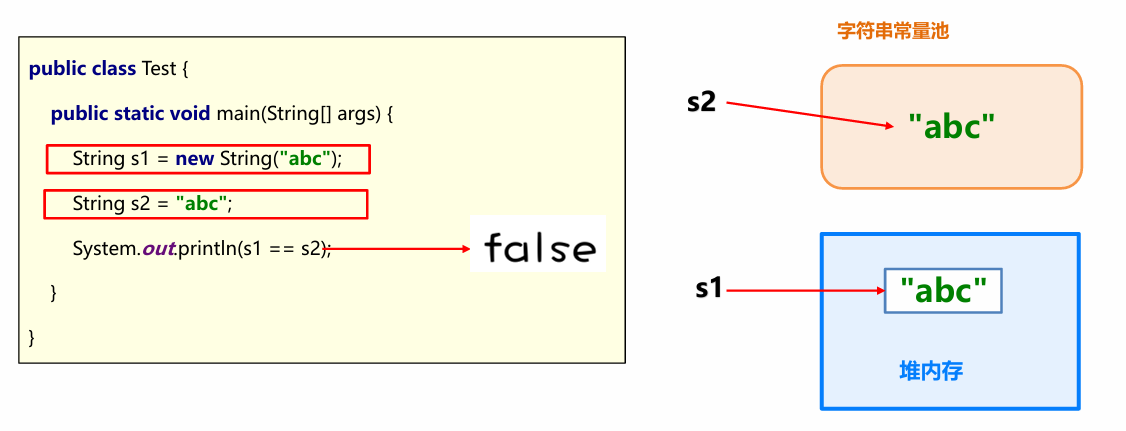 public class Test {
public static void main(String[] args) {
String s1 = new String("abc");
String s2 = "abc";
System.out.println(s1 == s2);
false
}
}
字符串常量池
s2
"abc"
s1
"abc"
堆内存